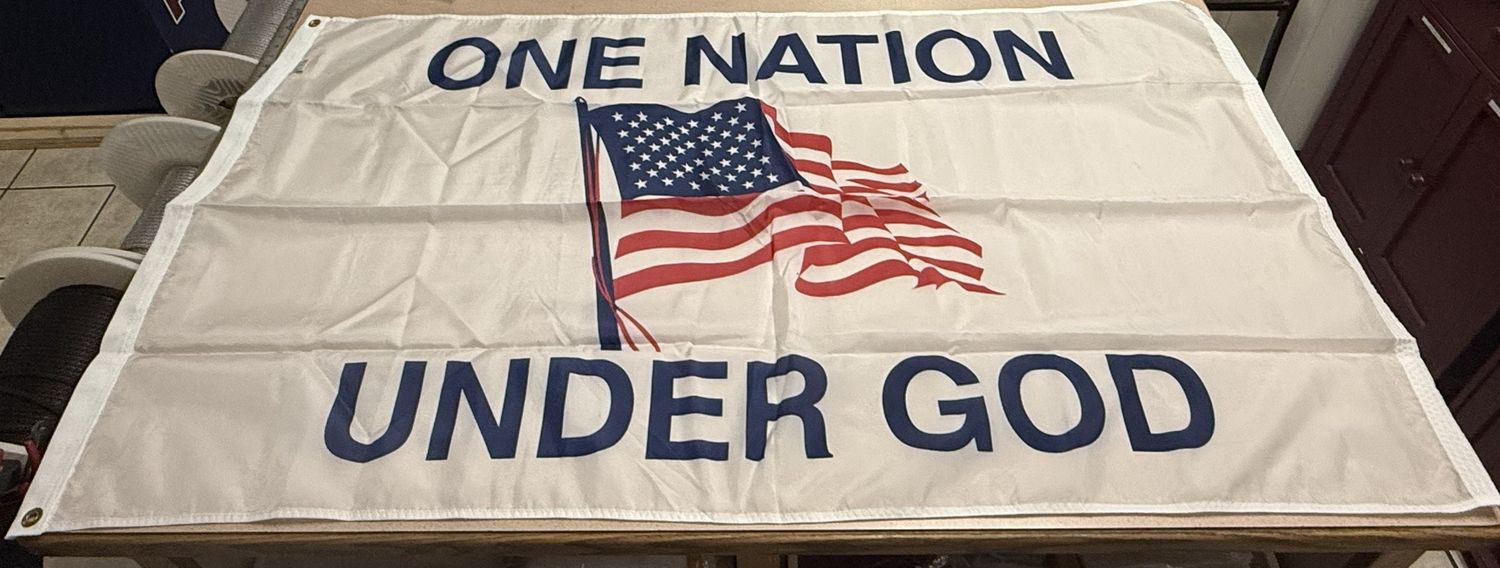 ONE NATION
UNDER GOD